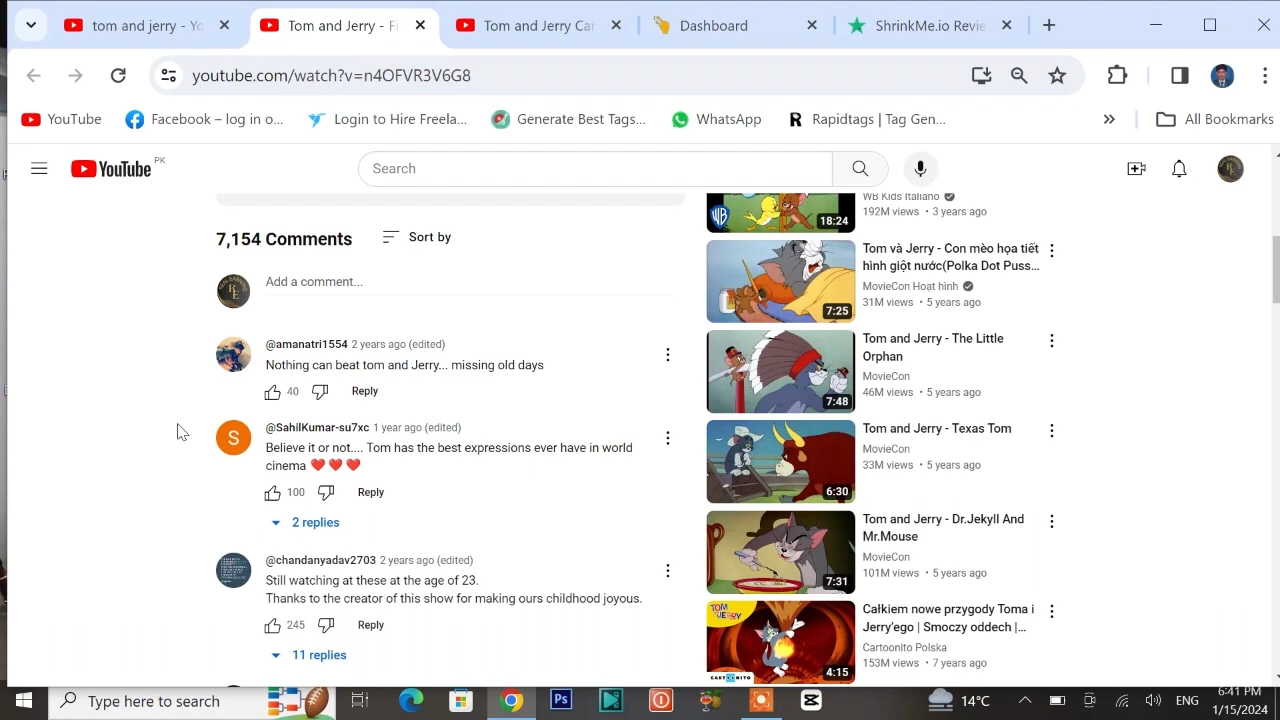 tom and jerry - Yo
Tom and Jerry - Fi
Tom and Jerry Car
Dashboard
ShrinkMe.io Revie
youtube.com/watch?v=n4OFVR3V6G8
YouTube
Facebook – log in o...
Login to Hire Freela...
Generate Best Tags...
WhatsApp
Rapidtags | Tag Gen...
All Bookmarks
YouTube PK
Search
7,154 Comments
Sort by
Add a comment...
@amanatri1554 2 years ago (edited)
Nothing can beat tom and Jerry... missing old days
40
Reply
@SahilKumar-su7xc 1 year ago (edited)
S
Believe it or not.... Tom has the best expressions ever have in world
cinema ❤️ ❤️ ❤️
100
Reply
2 replies
@chandanyadav2703 2 years ago (edited)
Still watching at these at the age of 23.
Thanks to the creator of this show for making ours childhood joyous.
245
Reply
11 replies
WB Kids Italiano
192M views • 3 years ago
18:24
Tom và Jerry - Con mèo họa tiết
hình giột nước(Polka Dot Puss...
MovieCon Hoạt hình
31M views • 5 years ago
7:25
Tom and Jerry - The Little
Orphan
MovieCon
46M views • 5 years ago
7:48
Tom and Jerry - Texas Tom
MovieCon
33M views • 5 years ago
6:30
Tom and Jerry - Dr.Jekyll And
Mr.Mouse
MovieCon
101M views • 5 years ago
7:31
Całkiem nowe przygody Toma i
Jerry'ego | Smoczy oddech |...
Cartoonito Polska
153M views • 7 years ago
4:15
Type here to search
Ps
14°C
ENG
6:41 PM
1/15/2024